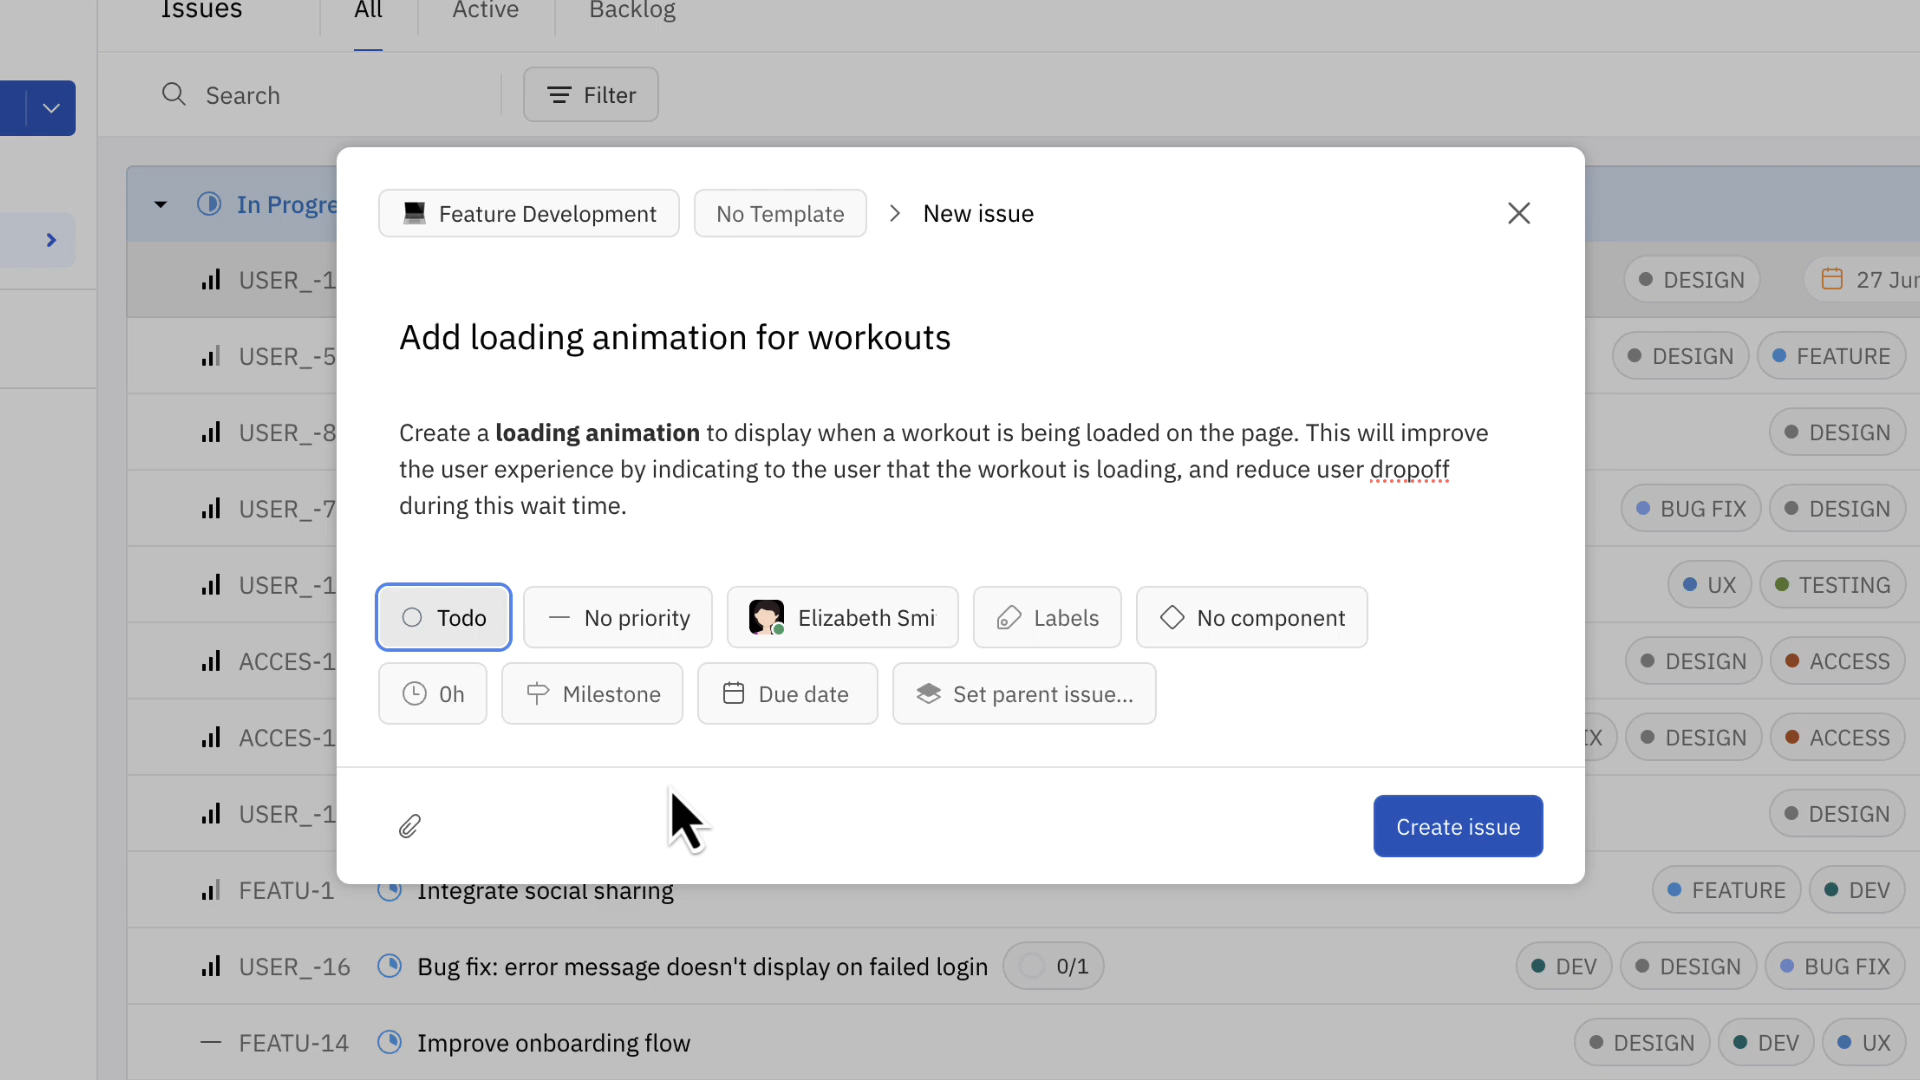 Issues
All
Active
Backlog
Search
Filter
In Progre
Feature Development
No Template
New issue
USER_-1
DESIGN
27 Jun
Add loading animation for workouts
USER_-5
DESIGN
FEATURE
USER_-8
DESIGN
Create a loading animation to display when a workout is being loaded on the page. This will improve
the user experience by indicating to the user that the workout is loading, and reduce user dropoff
during this wait time.
USER_-7
BUG FIX
DESIGN
USER_-1
UX
TESTING
Todo
No priority
Elizabeth Smi
Labels
No component
ACCES-1
DESIGN
ACCESS
0h
Milestone
Due date
Set parent issue...
ACCES-1
IX
DESIGN
ACCESS
USER_-1
DESIGN
Create issue
FEATU-1
Integrate social sharing
FEATURE
DEV
USER_-16
Bug fix: error message doesn't display on failed login
0/1
DEV
DESIGN
BUG FIX
FEATU-14
Improve onboarding flow
DESIGN
DEV
UX